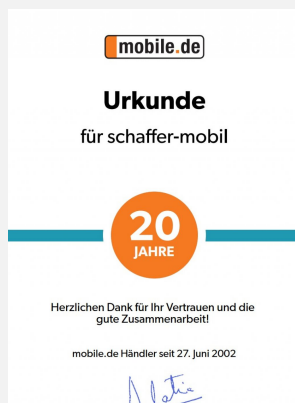 mobile.de
Urkunde
für schaffer-mobil
20
JAHRE
Herzlichen Dank für Ihr Vertrauen und die
gute Zusammenarbeit!
mobile.de Händler seit 27. Juni 2002